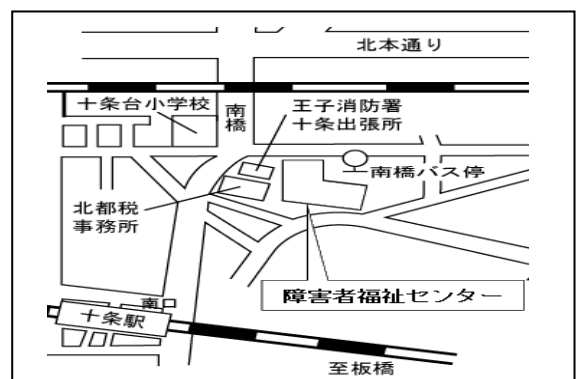 北本通り
十条台小学校
南橋
王子消防署
十条出張所
南橋バス停
北都税
事務所
障害者福祉センター
南口
十条駅
至板橋